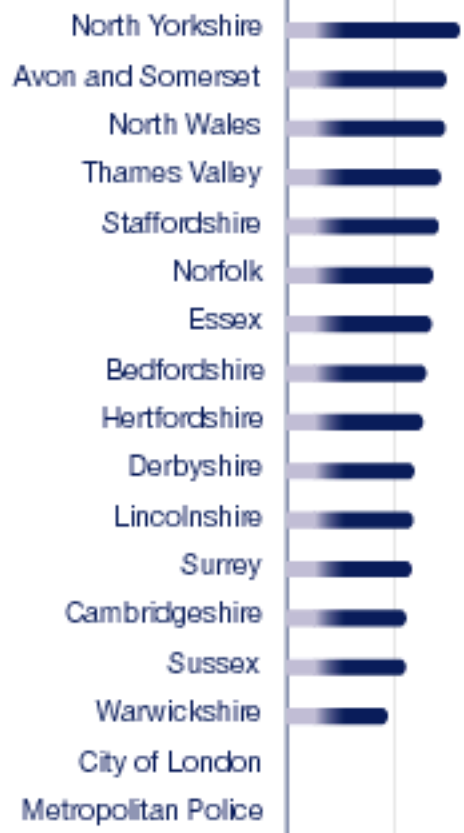 North Yorkshire
Avon and Somerset
North Wales
Thames Valley
Staffordshire
Norfolk
Essex
Bedfordshire
Hertfordshire
Derbyshire
Lincolnshire
Surrey
Cambridgeshire
Sussex
Warwickshire
City of London
Metropolitan Police